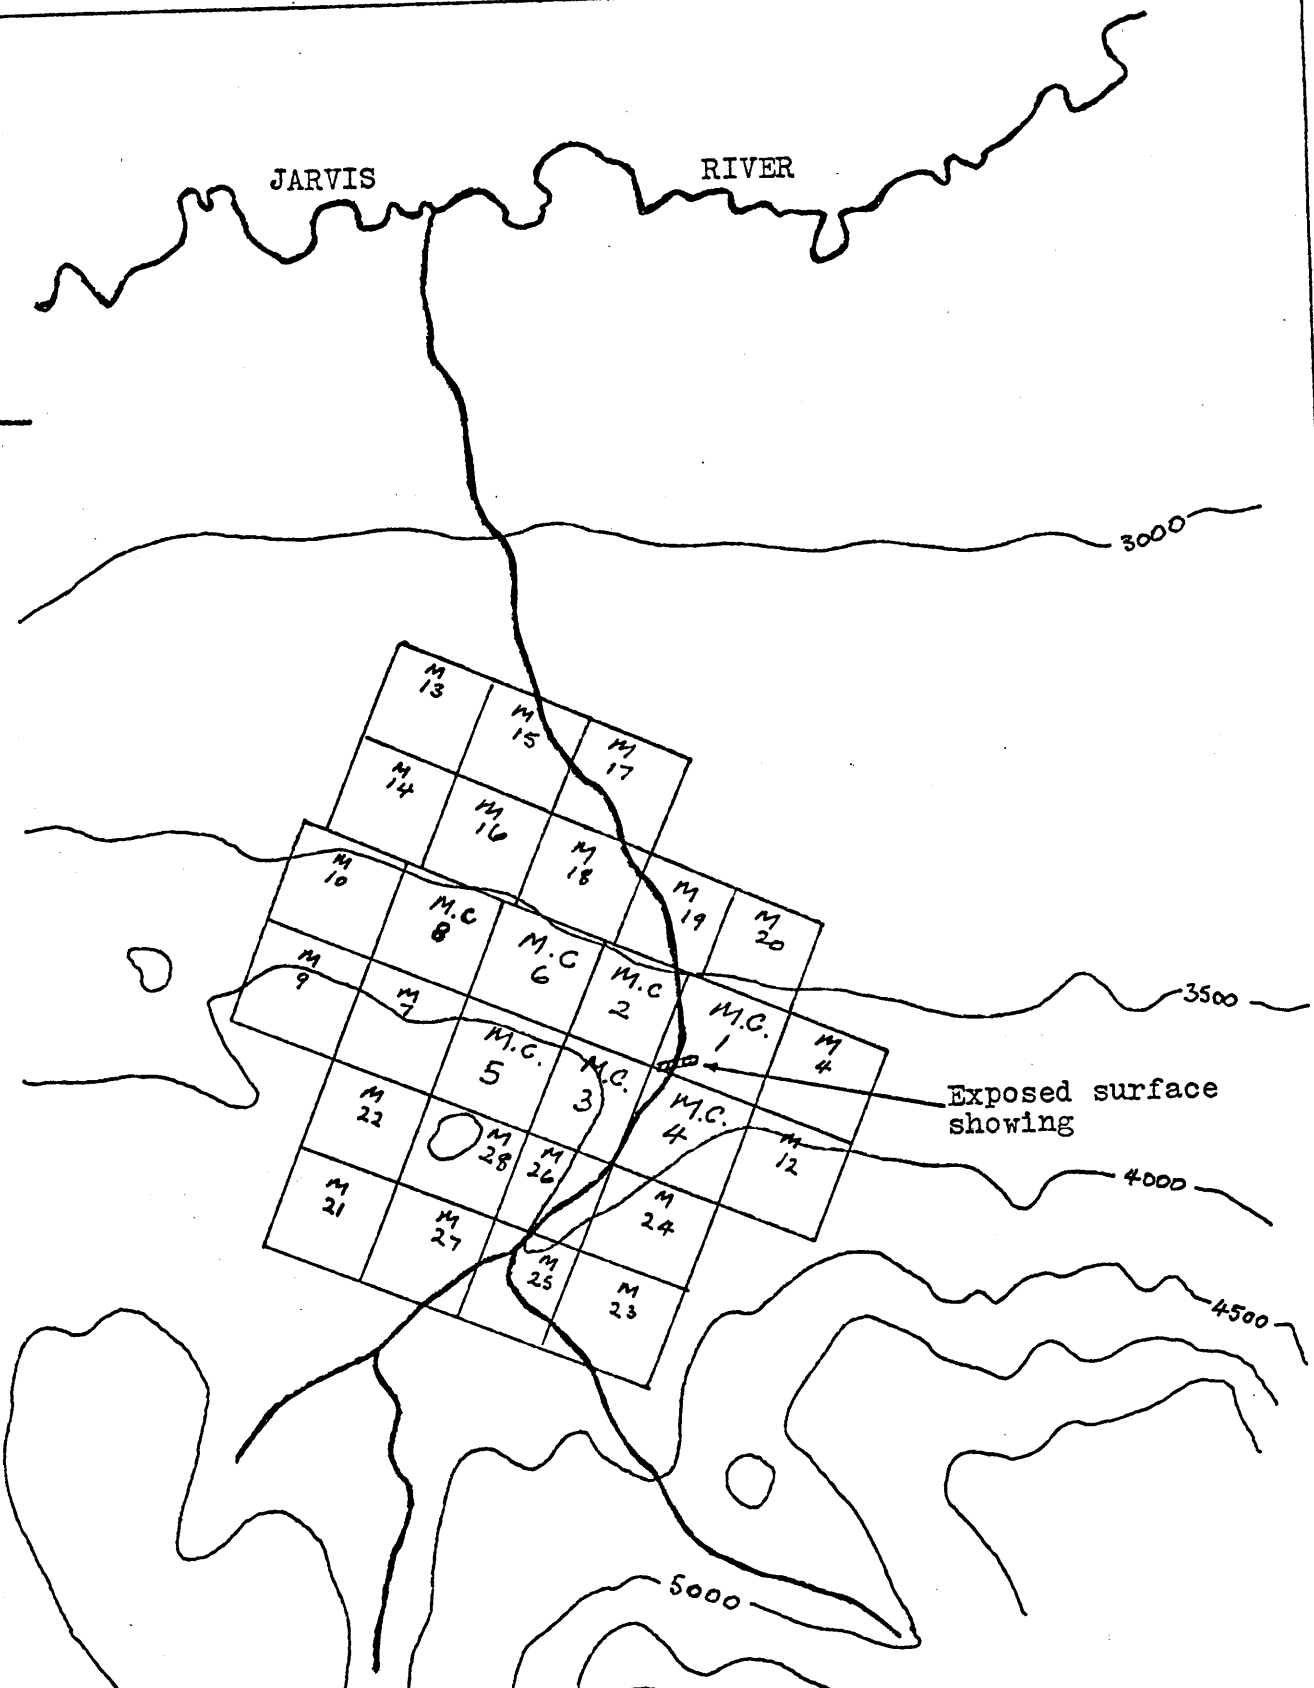 JARVIS
RIVER
3000
M
13
M
15
M
17
M
14
M
16
M
18
M
19
M
20
M
10
M.C
8
M.C
6
M.C
2
M.C.
1
M
4
3500
M
9
M
7
M.C.
5
M.C.
3
M.C.
4
M
12
Exposed surface
showing
4000
M
22
M
28
M
26
M
24
M
21
M
27
M
25
M
23
4500
5000